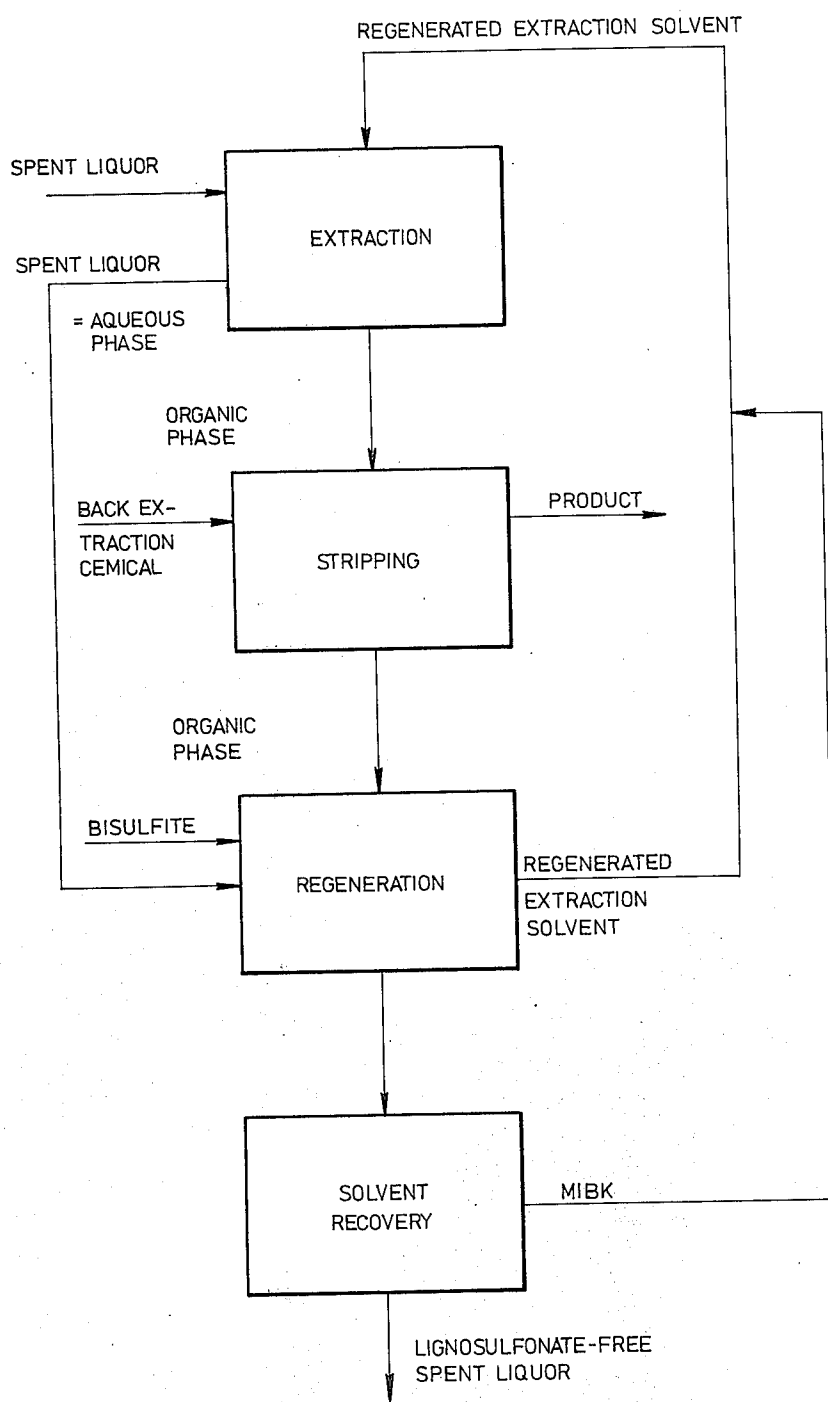 REGENERATED EXTRACTION SOLVENT
SPENT LIQUOR
EXTRACTION
SPENT LIQUOR
= AQUEOUS
PHASE
ORGANIC
PHASE
BACK EX-
TRACTION
CEMICAL
STRIPPING
PRODUCT
ORGANIC
PHASE
BISULFITE
REGENERATION
REGENERATED
EXTRACTION
SOLVENT
SOLVENT
RECOVERY
MIBK
LIGNOSULFONATE-FREE
SPENT LIQUOR